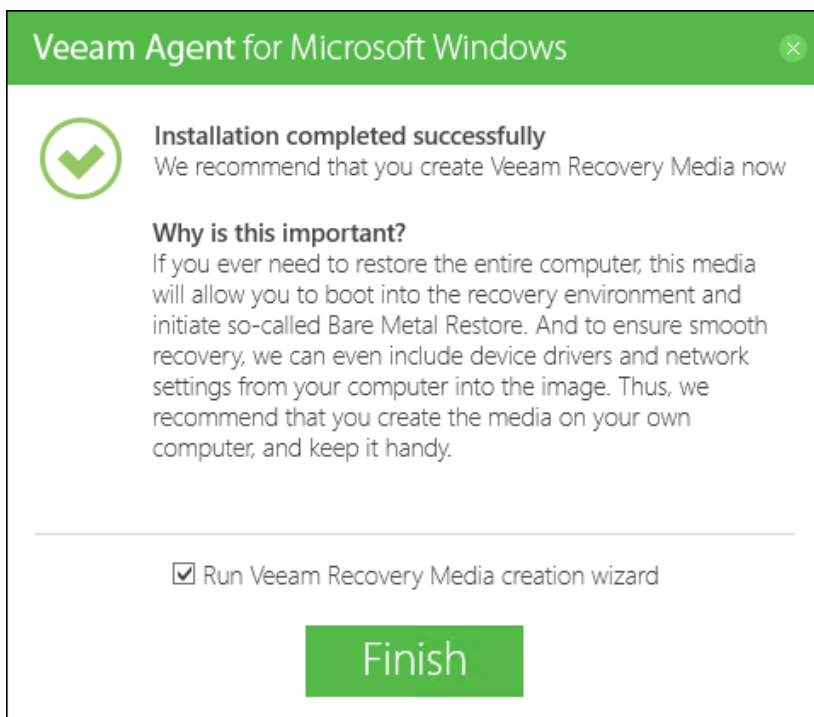 Veeam Agent for Microsoft Windows
Installation completed successfully
We recommend that you create Veeam Recovery Media now
Why is this important?
If you ever need to restore the entire computer, this media
will allow you to boot into the recovery environment and
initiate so-called Bare Metal Restore. And to ensure smooth
recovery, we can even include device drivers and network
settings from your computer into the image. Thus, we
recommend that you create the media on your own
computer, and keep it handy.
Run Veeam Recovery Media creation wizard
Finish